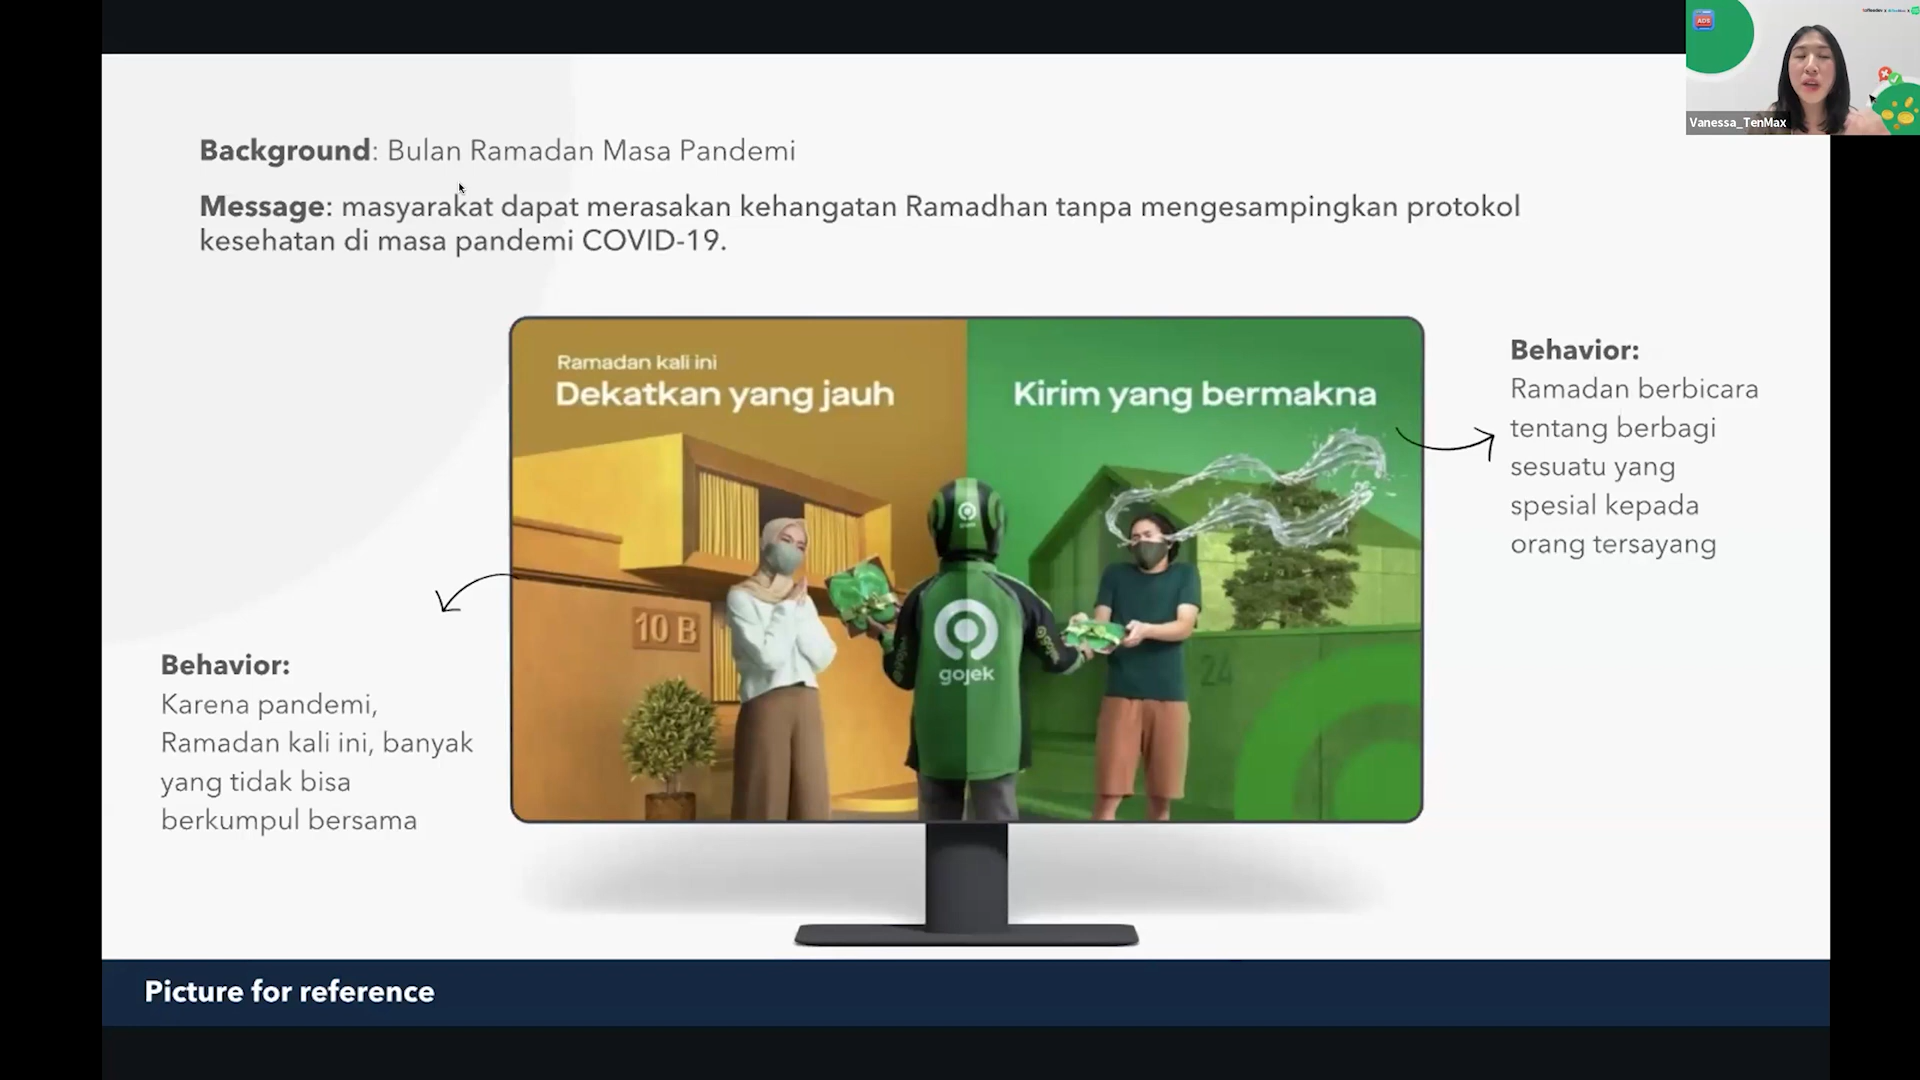 Background: Bulan Ramadan Masa Pandemi
Message: masyarakat dapat merasakan kehangatan Ramadhan tanpa mengesampingkan protokol
kesehatan di masa pandemi COVID-19.
Ramadan kali ini
Dekatkan yang jauh
Kirim yang bermakna
10 B
24
gojek
Behavior:
Ramadan berbicara
tentang berbagi
sesuatu yang
spesial kepada
orang tersayang
Behavior:
Karena pandemi,
Ramadan kali ini, banyak
yang tidak bisa
berkumpul bersama
Picture for reference
ADS
Vanessa_TenMax